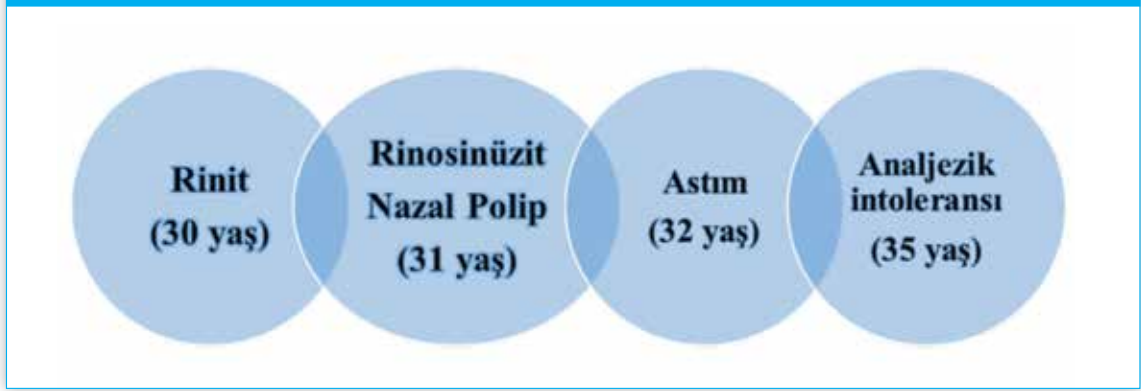 Rinit
(30 yaş)
Rinosinüzit
Nazal Polip
(31 yaş)
Astım
(32 yaş)
Analjezik
intoleransı
(35 yaş)